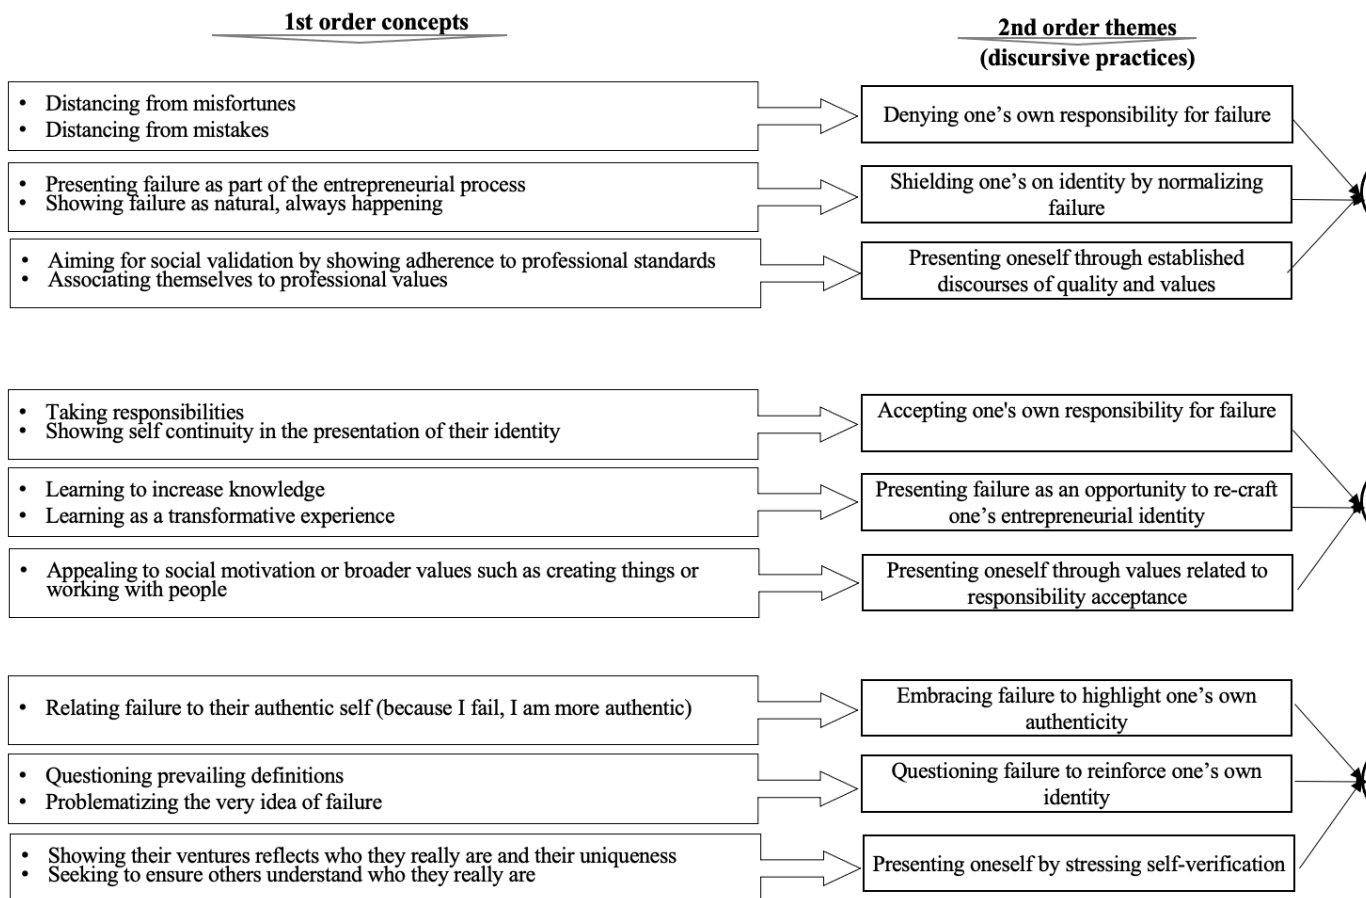 1st order concepts
2nd order themes
(discursive practices)
• Distancing from misfortunes
• Distancing from mistakes
Denying one’s own responsibility for failure
• Presenting failure as part of the entrepreneurial process
• Showing failure as natural, always happening
Shielding one’s on identity by normalizing
failure
• Aiming for social validation by showing adherence to professional standards
• Associating themselves to professional values
Presenting oneself through established
discourses of quality and values
• Taking responsibilities
• Showing self continuity in the presentation of their identity
Accepting one's own responsibility for failure
• Learning to increase knowledge
• Learning as a transformative experience
Presenting failure as an opportunity to re-craft
one’s entrepreneurial identity
• Appealing to social motivation or broader values such as creating things or
working with people
Presenting oneself through values related to
responsibility acceptance
• Relating failure to their authentic self (because I fail, I am more authentic)
Embracing failure to highlight one’s own
authenticity
• Questioning prevailing definitions
• Problematizing the very idea of failure
Questioning failure to reinforce one’s own
identity
• Showing their ventures reflects who they really are and their uniqueness
• Seeking to ensure others understand who they really are
Presenting oneself by stressing self-verification